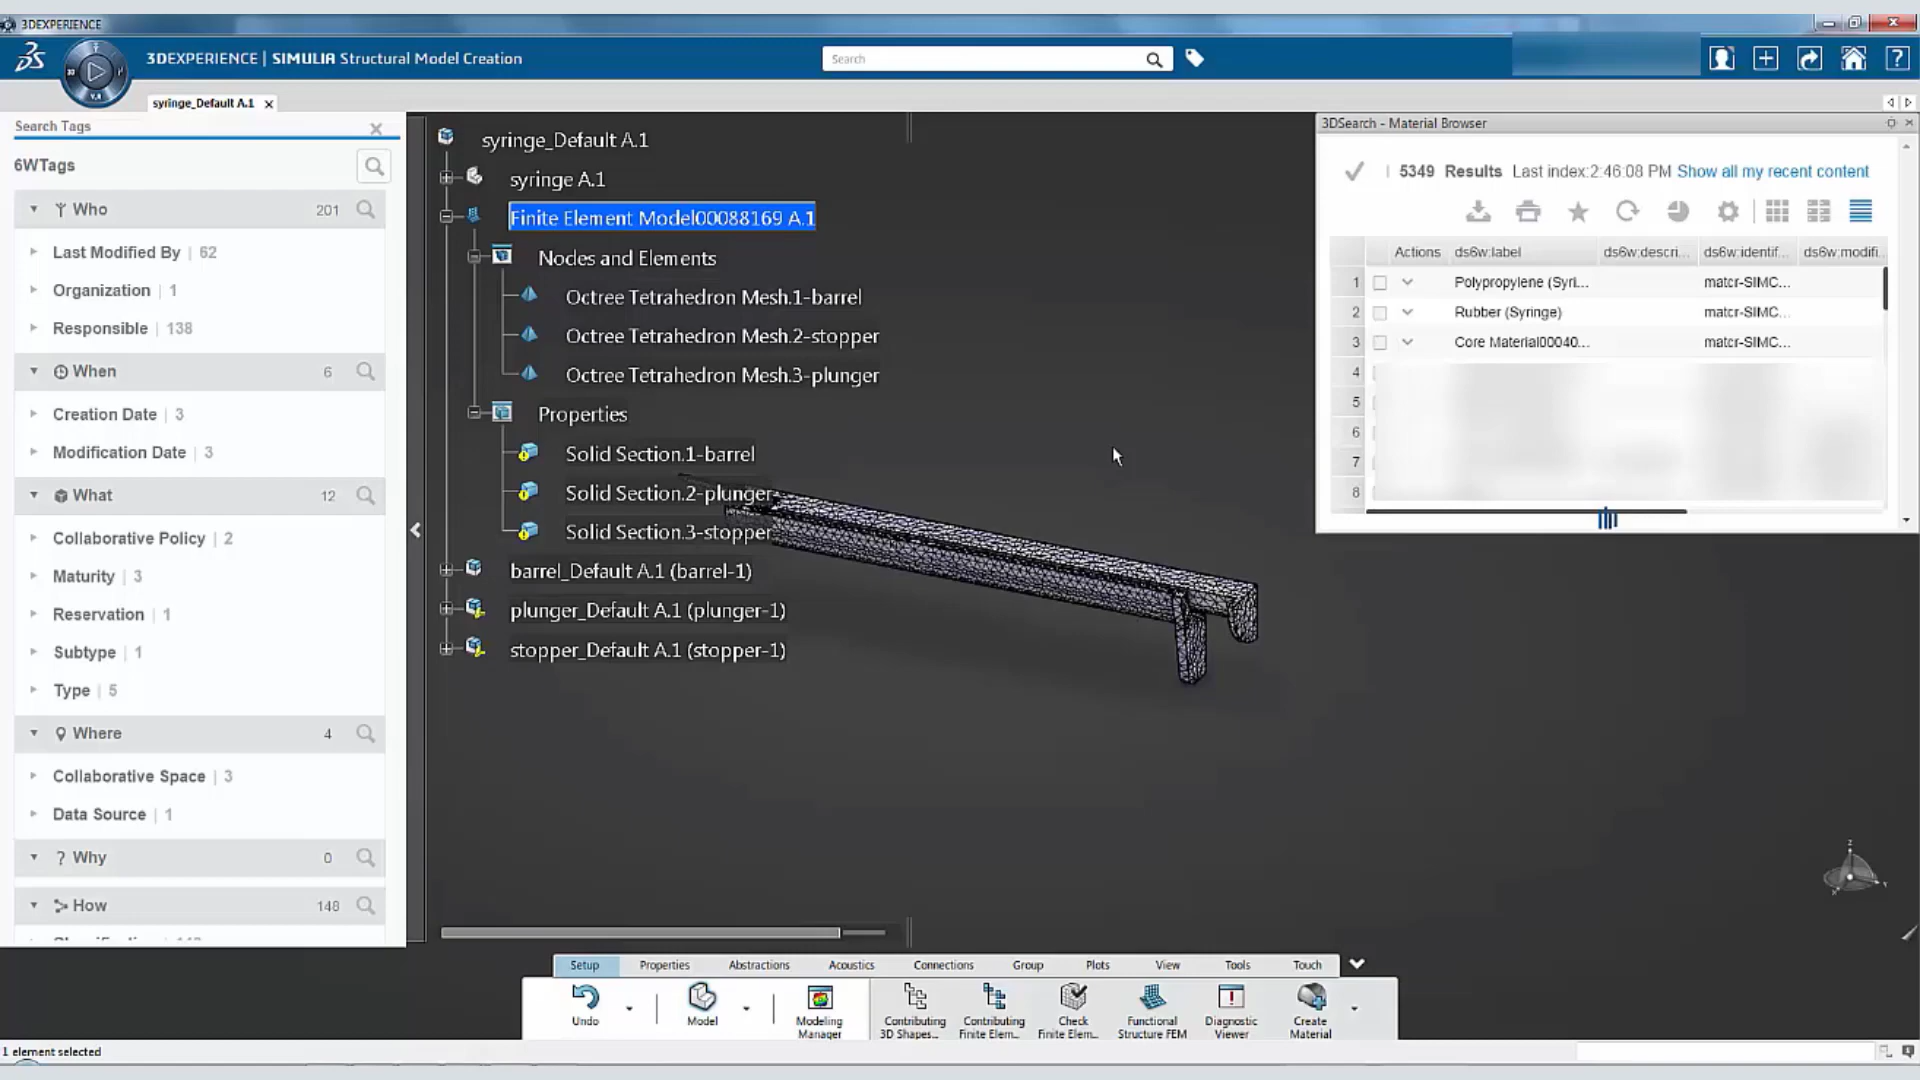 3DEXPERIENCE
3DEXPERIENCE | SIMULIA Structural Model Creation
Search
syringe_Default A.1
Search Tags
6WTags
Who 201
Last Modified By | 62
Organization | 1
Responsible | 138
When 6
Creation Date | 3
Modification Date | 3
What 12
Collaborative Policy | 2
Maturity | 3
Reservation | 1
Subtype | 1
Type | 5
Where 4
Collaborative Space | 3
Data Source | 1
? Why 0
How 148
syringe_Default A.1
syringe A.1
Finite Element Model00088169 A.1
Nodes and Elements
Octree Tetrahedron Mesh.1-barrel
Octree Tetrahedron Mesh.2-stopper
Octree Tetrahedron Mesh.3-plunger
Properties
Solid Section.1-barrel
Solid Section.2-plunger
Solid Section.3-stopper
barrel_Default A.1 (barrel-1)
plunger_Default A.1 (plunger-1)
stopper_Default A.1 (stopper-1)
3DSearch - Material Browser
| 5349 Results Last index:2:46:08 PM Show all my recent content
Actions ds6w:label ds6w:descri... ds6w:identif... ds6w:modifi...
1 Polypropylene (Syri... matcr-SIMC...
2 Rubber (Syringe) matcr-SIMC...
3 Core Material00040... matcr-SIMC...
4
5
6
7
8
Setup Properties Abstractions Acoustics Connections Group Plots View Tools Touch
Undo
Model
Modeling
Manager
Contributing
3D Shapes...
Contributing
Finite Elem...
Check
Finite Elem...
Functional
Structure FEM
Diagnostic
Viewer
Create
Material
1 element selected